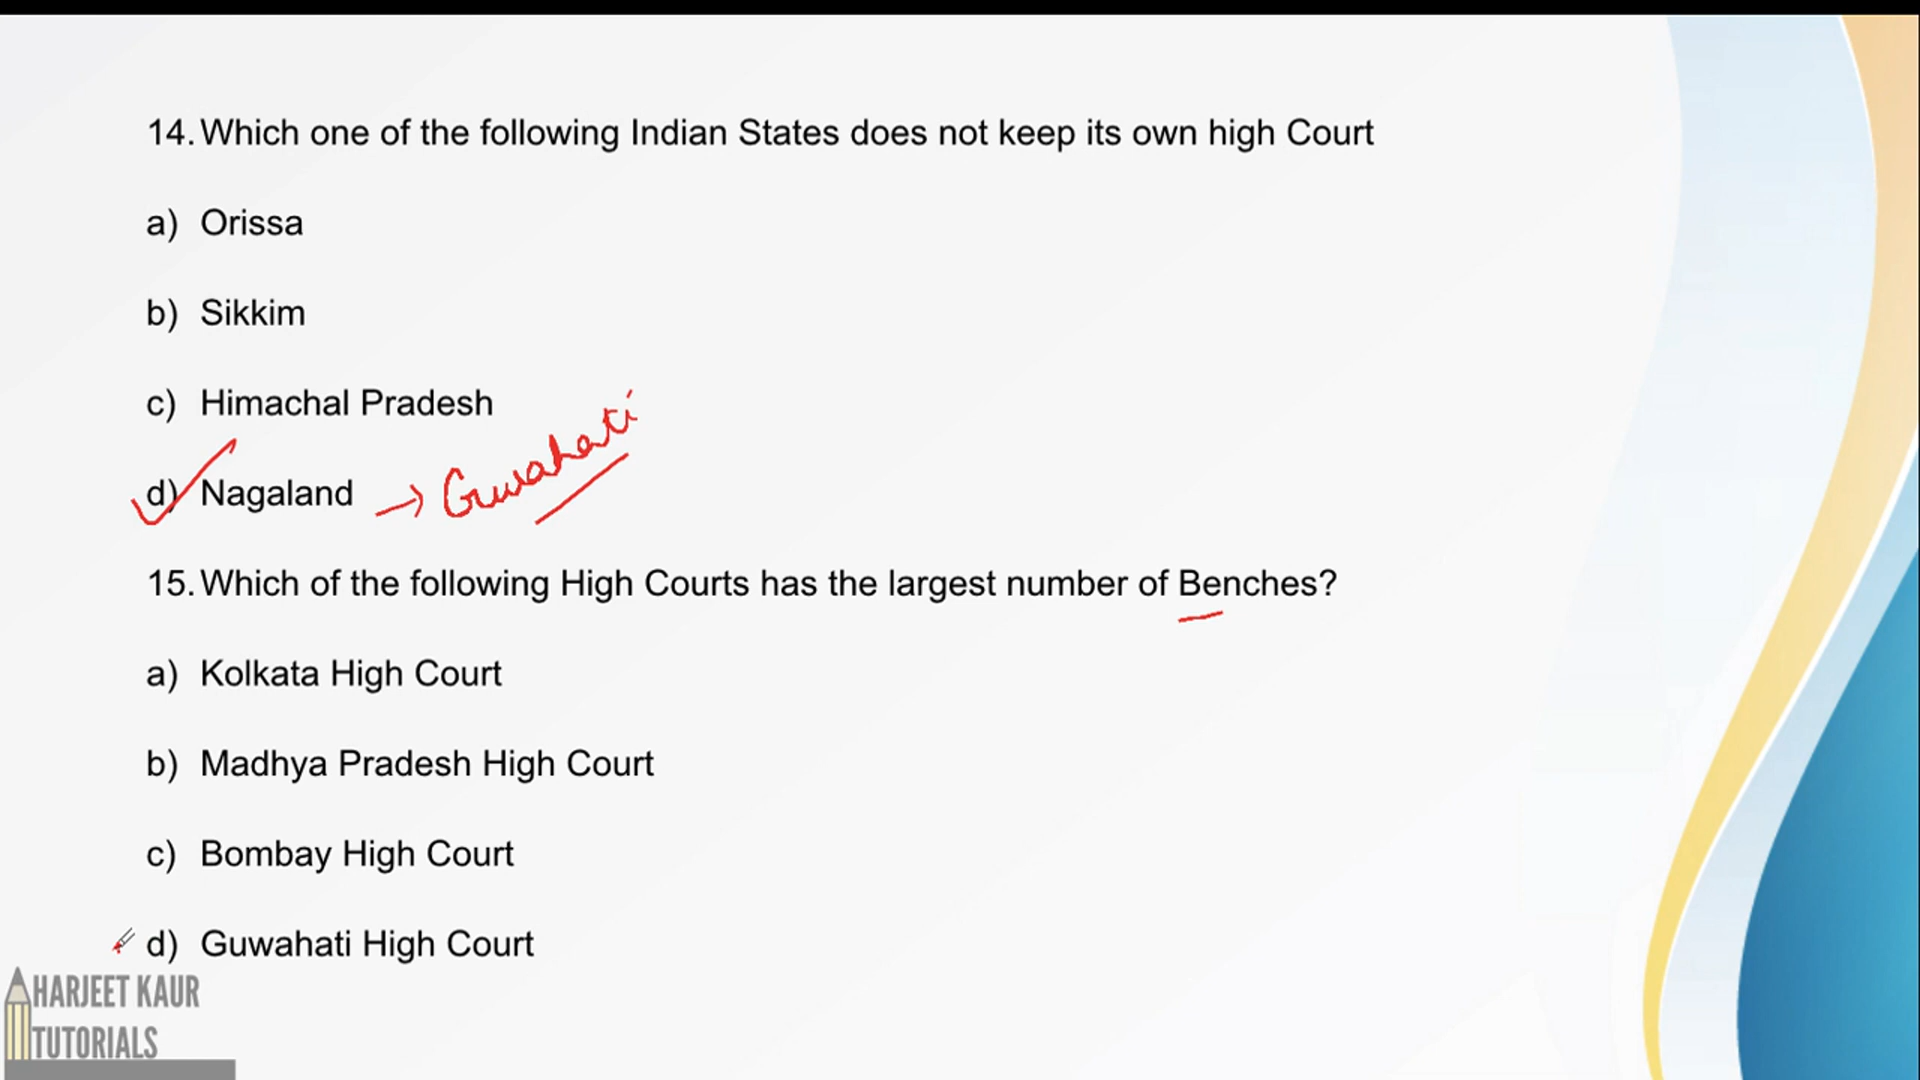 14. Which one of the following Indian States does not keep its own high Court
a) Orissa
b) Sikkim
c) Himachal Pradesh
d) Nagaland → Guwahati
15. Which of the following High Courts has the largest number of Benches?
a) Kolkata High Court
b) Madhya Pradesh High Court
c) Bombay High Court
d) Guwahati High Court
HARJEET KAUR
TUTORIALS